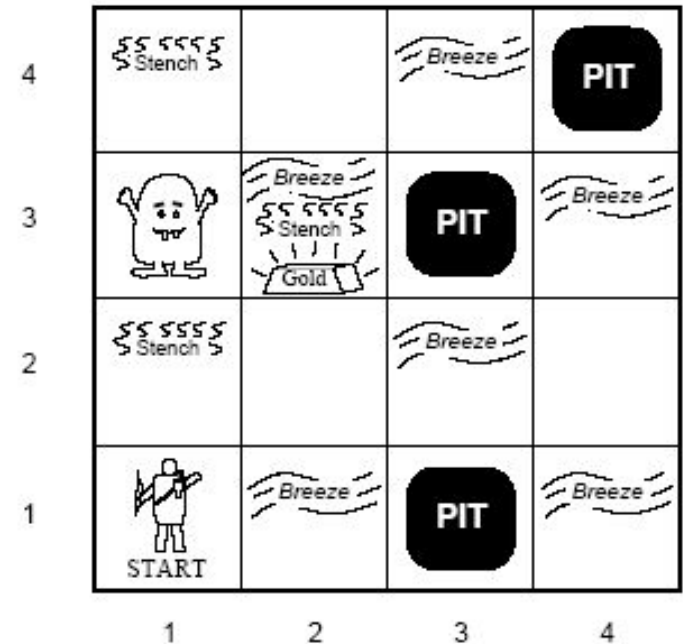 4
Stench
Breeze
PIT
3
Breeze
Stench
Gold
PIT
Breeze
2
Stench
Breeze
1
START
Breeze
PIT
Breeze
1 2 3 4